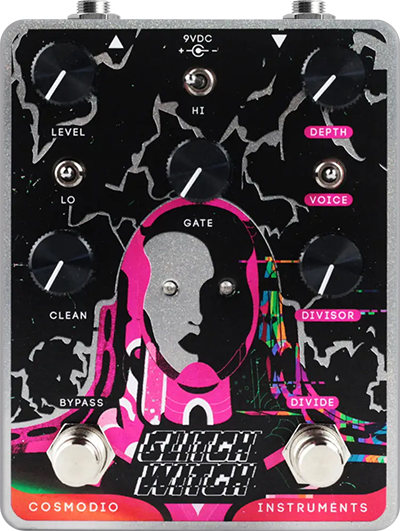 9VDC
+ -
HI
LEVEL
DEPTH
LO
VOICE
GATE
CLEAN
DIVISOR
BYPASS
DIVIDE
GLITCH
WITCH
COSMODIO INSTRUMENTS